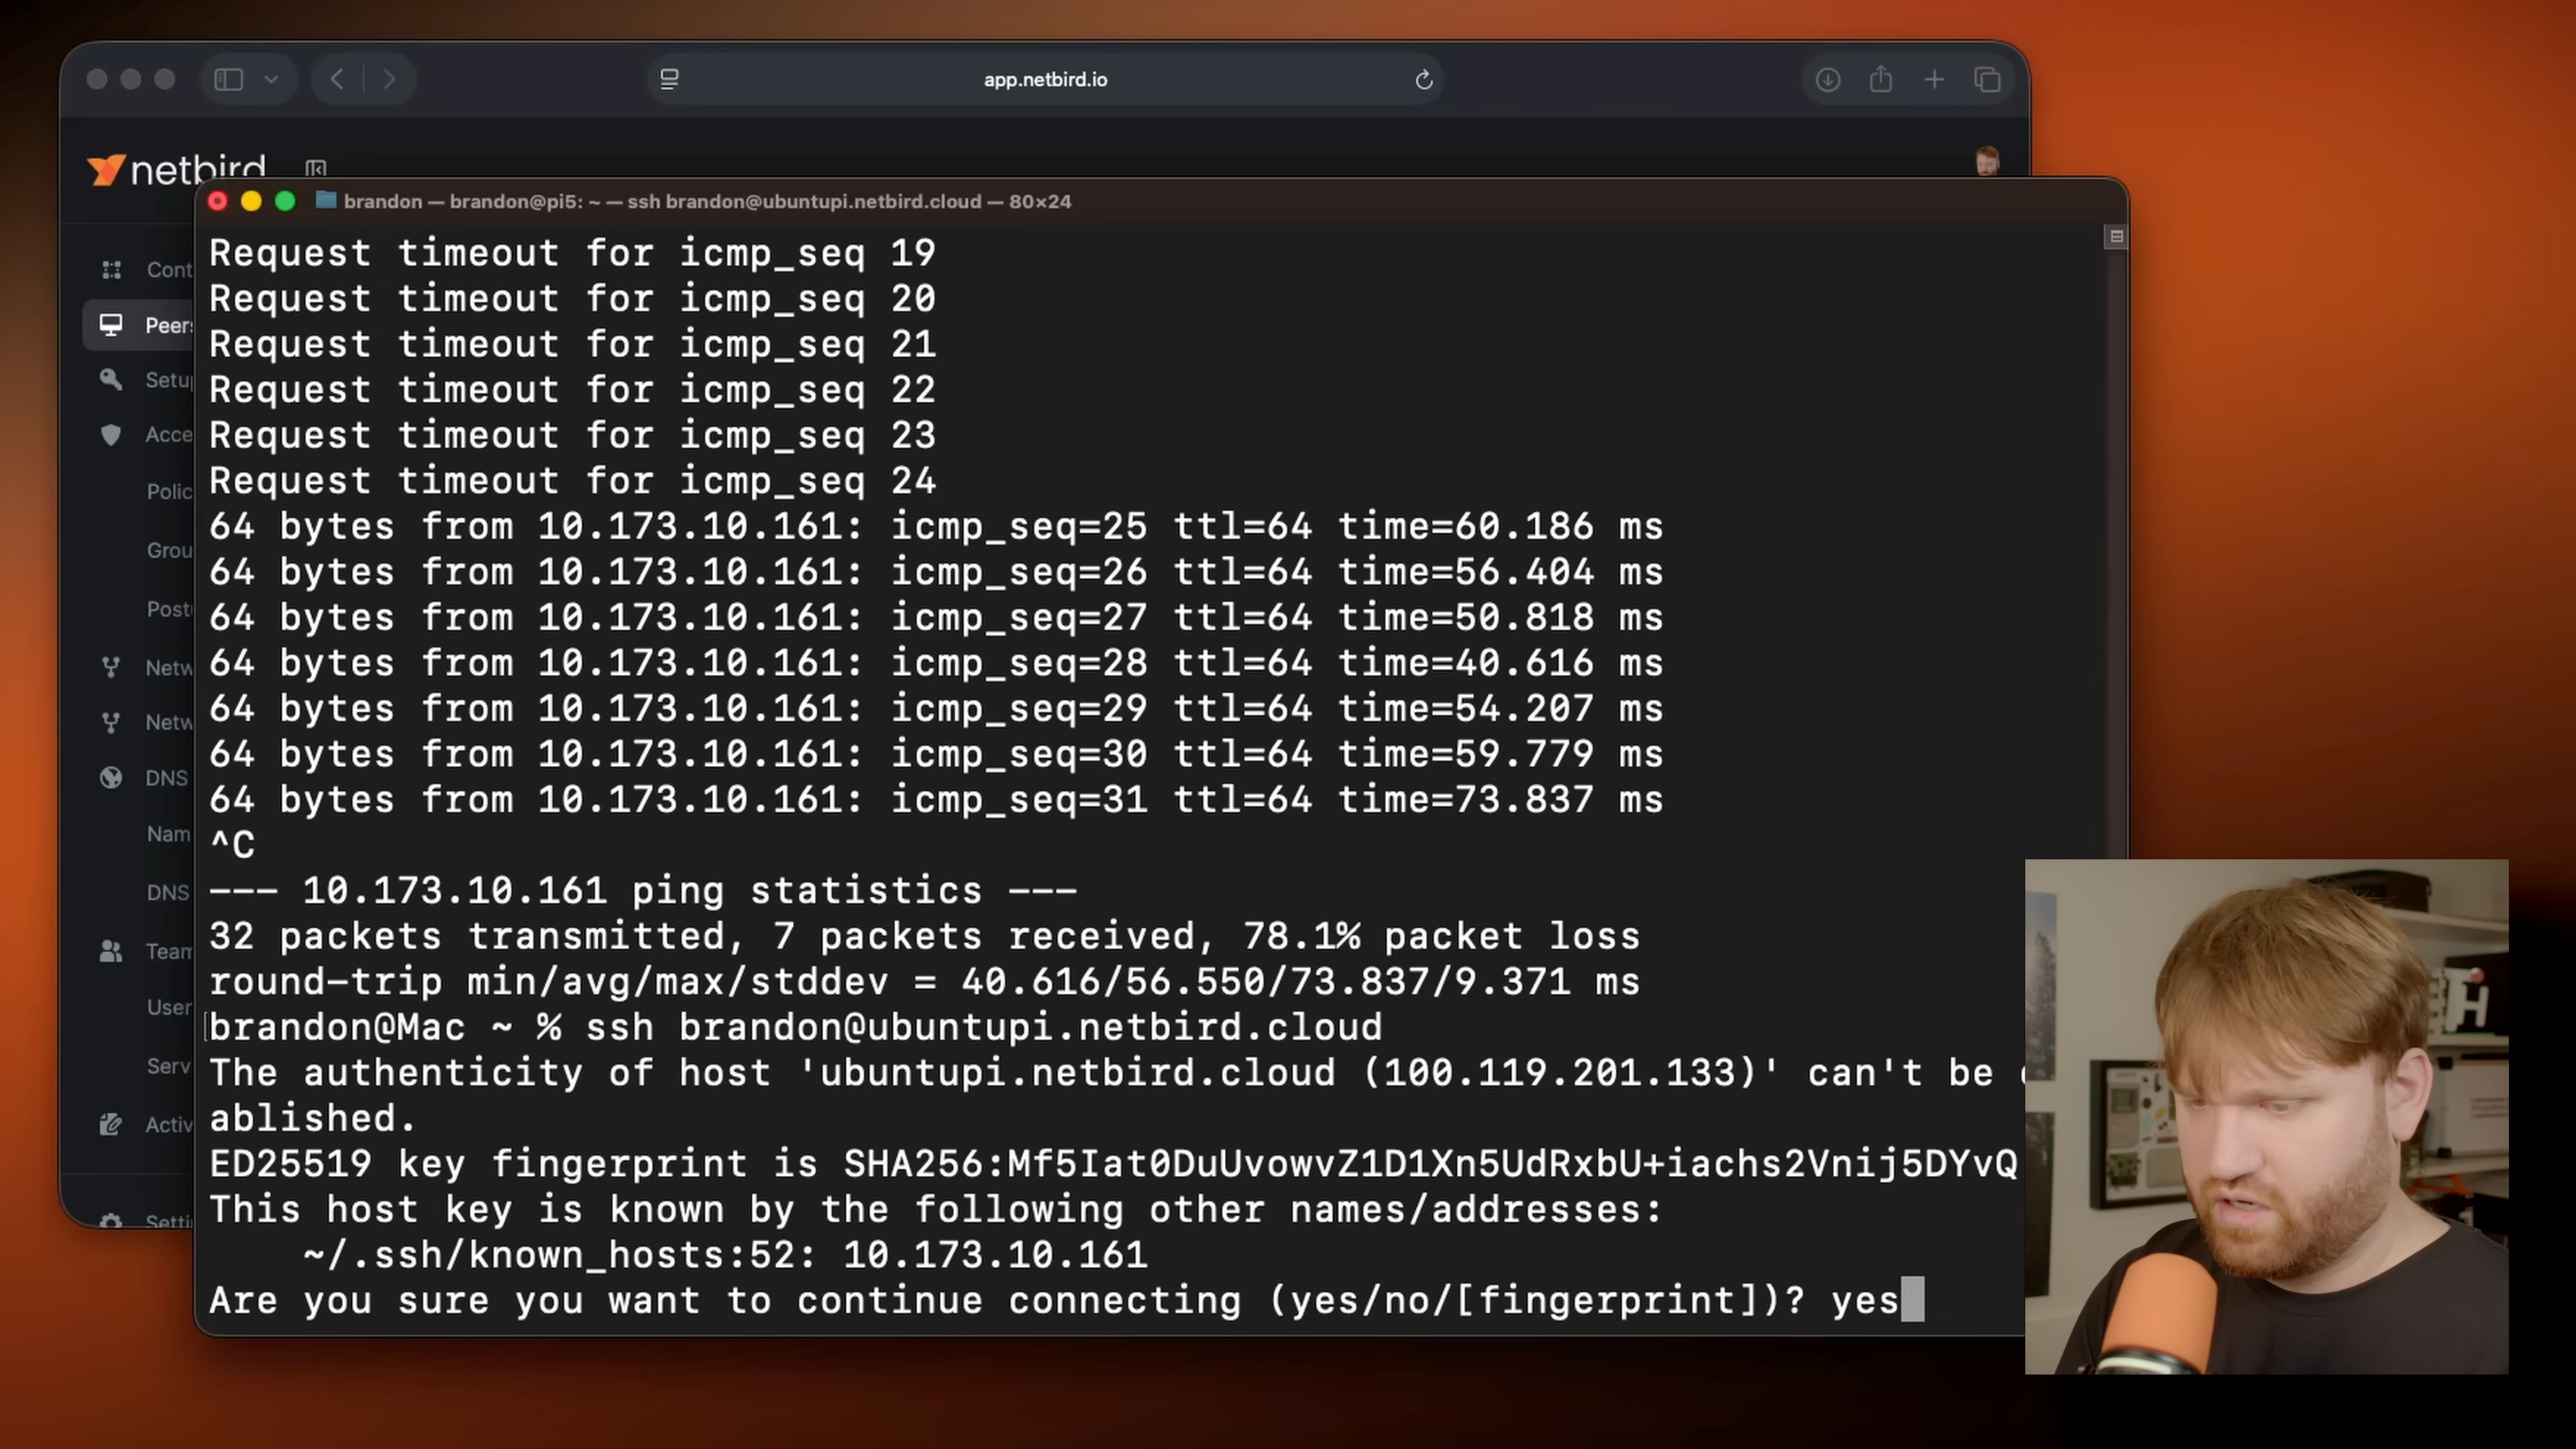 app.netbird.io
netbird
brandon — brandon@pi5: ~ — ssh brandon@ubuntupi.netbird.cloud — 80×24
Cont
Peers
Setu
Acce
Polic
Grou
Post
Netw
Netw
DNS
Nam
DNS
Team
User
Serv
Activ
Setti
Request timeout for icmp_seq 19
Request timeout for icmp_seq 20
Request timeout for icmp_seq 21
Request timeout for icmp_seq 22
Request timeout for icmp_seq 23
Request timeout for icmp_seq 24
64 bytes from 10.173.10.161: icmp_seq=25 ttl=64 time=60.186 ms
64 bytes from 10.173.10.161: icmp_seq=26 ttl=64 time=56.404 ms
64 bytes from 10.173.10.161: icmp_seq=27 ttl=64 time=50.818 ms
64 bytes from 10.173.10.161: icmp_seq=28 ttl=64 time=40.616 ms
64 bytes from 10.173.10.161: icmp_seq=29 ttl=64 time=54.207 ms
64 bytes from 10.173.10.161: icmp_seq=30 ttl=64 time=59.779 ms
64 bytes from 10.173.10.161: icmp_seq=31 ttl=64 time=73.837 ms
^C
--- 10.173.10.161 ping statistics ---
32 packets transmitted, 7 packets received, 78.1% packet loss
round-trip min/avg/max/stddev = 40.616/56.550/73.837/9.371 ms
[brandon@Mac ~ % ssh brandon@ubuntupi.netbird.cloud
The authenticity of host 'ubuntupi.netbird.cloud (100.119.201.133)' can't be
ablished.
ED25519 key fingerprint is SHA256:Mf5Iat0DuUvowvZ1D1Xn5UdRxbU+iachs2Vnij5DYvQ
This host key is known by the following other names/addresses:
~/.ssh/known_hosts:52: 10.173.10.161
Are you sure you want to continue connecting (yes/no/[fingerprint])? yes